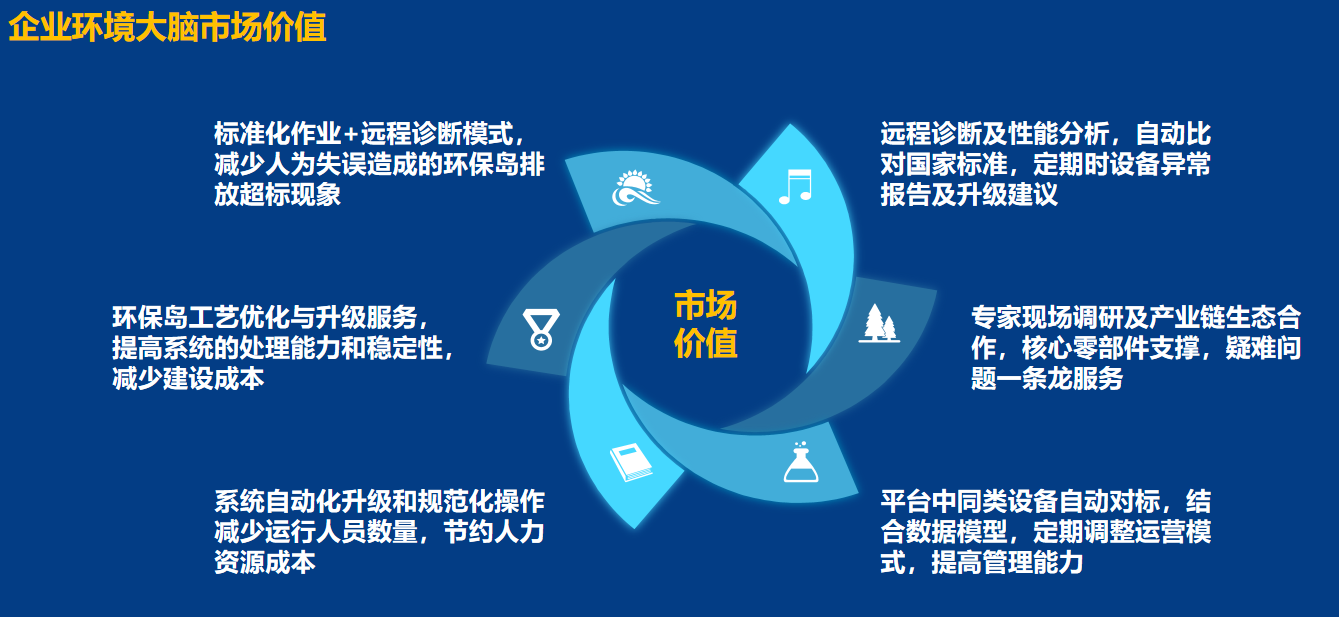 企业环境大脑市场价值
标准化作业+远程诊断模式，
减少人为失误造成的环保岛排
放超标现象
远程诊断及性能分析，自动比
对国家标准，定期时设备异常
报告及升级建议
环保岛工艺优化与升级服务，
提高系统的处理能力和稳定性，
减少建设成本
市场
价值
专家现场调研及产业链生态合
作，核心零部件支撑，疑难问
题一条龙服务
系统自动化升级和规范化操作
减少运行人员数量，节约人力
资源成本
平台中同类设备自动对标，结
合数据模型，定期调整运营模
式，提高管理能力